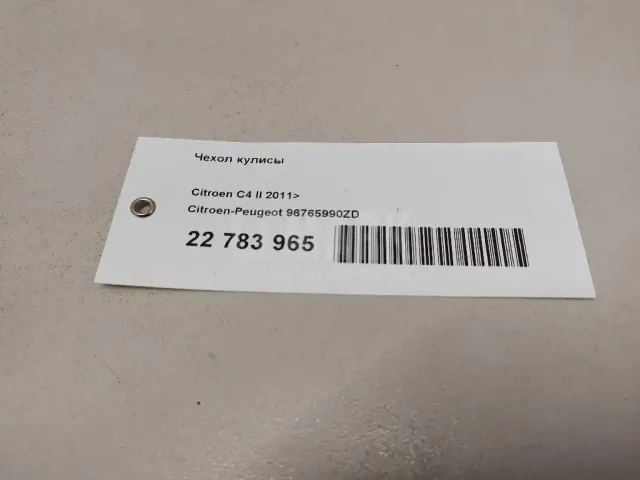 Чехол кулисы
Citroen C4 II 2011>
Citroen-Peugeot 96765990ZD
22 783 965